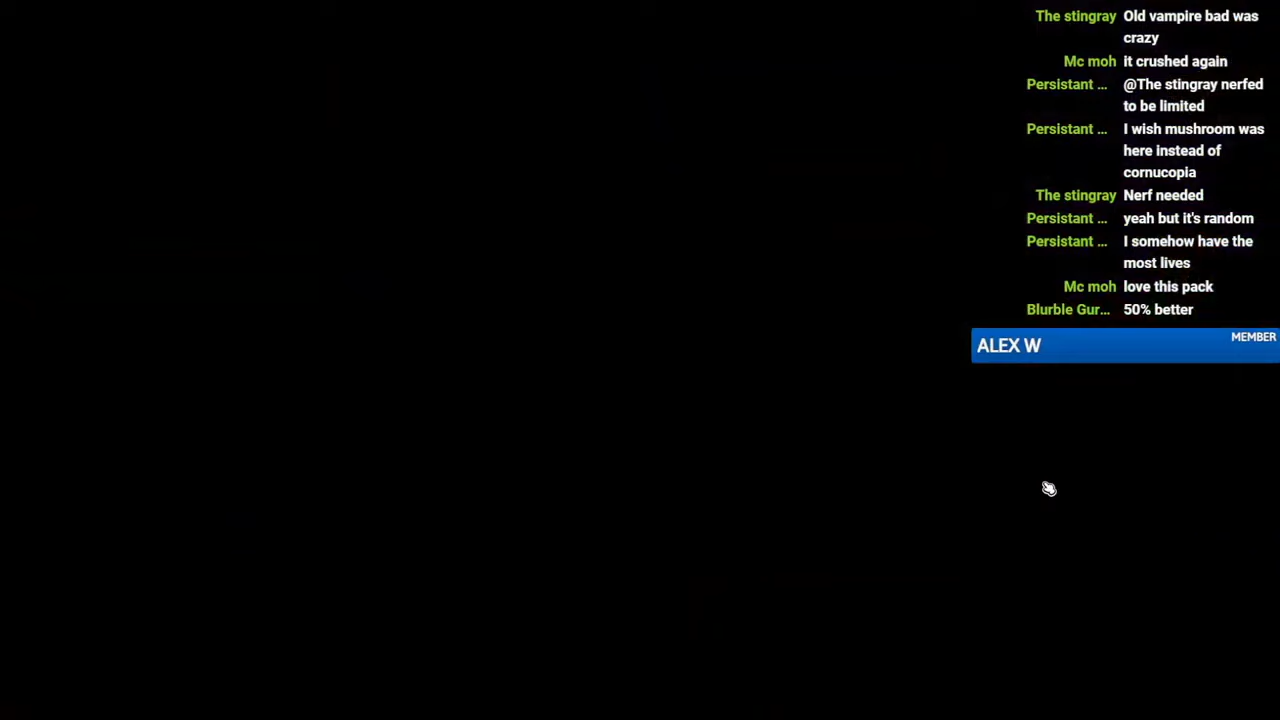 The stingray Old vampire bad was
crazy
Mc moh it crushed again
Persistant ... @The stingray nerfed
to be limited
Persistant ... I wish mushroom was
here instead of
cornucopia
The stingray Nerf needed
Persistant ... yeah but it's random
Persistant ... I somehow have the
most lives
Mc moh love this pack
Blurble Gur... 50% better
ALEX W MEMBER